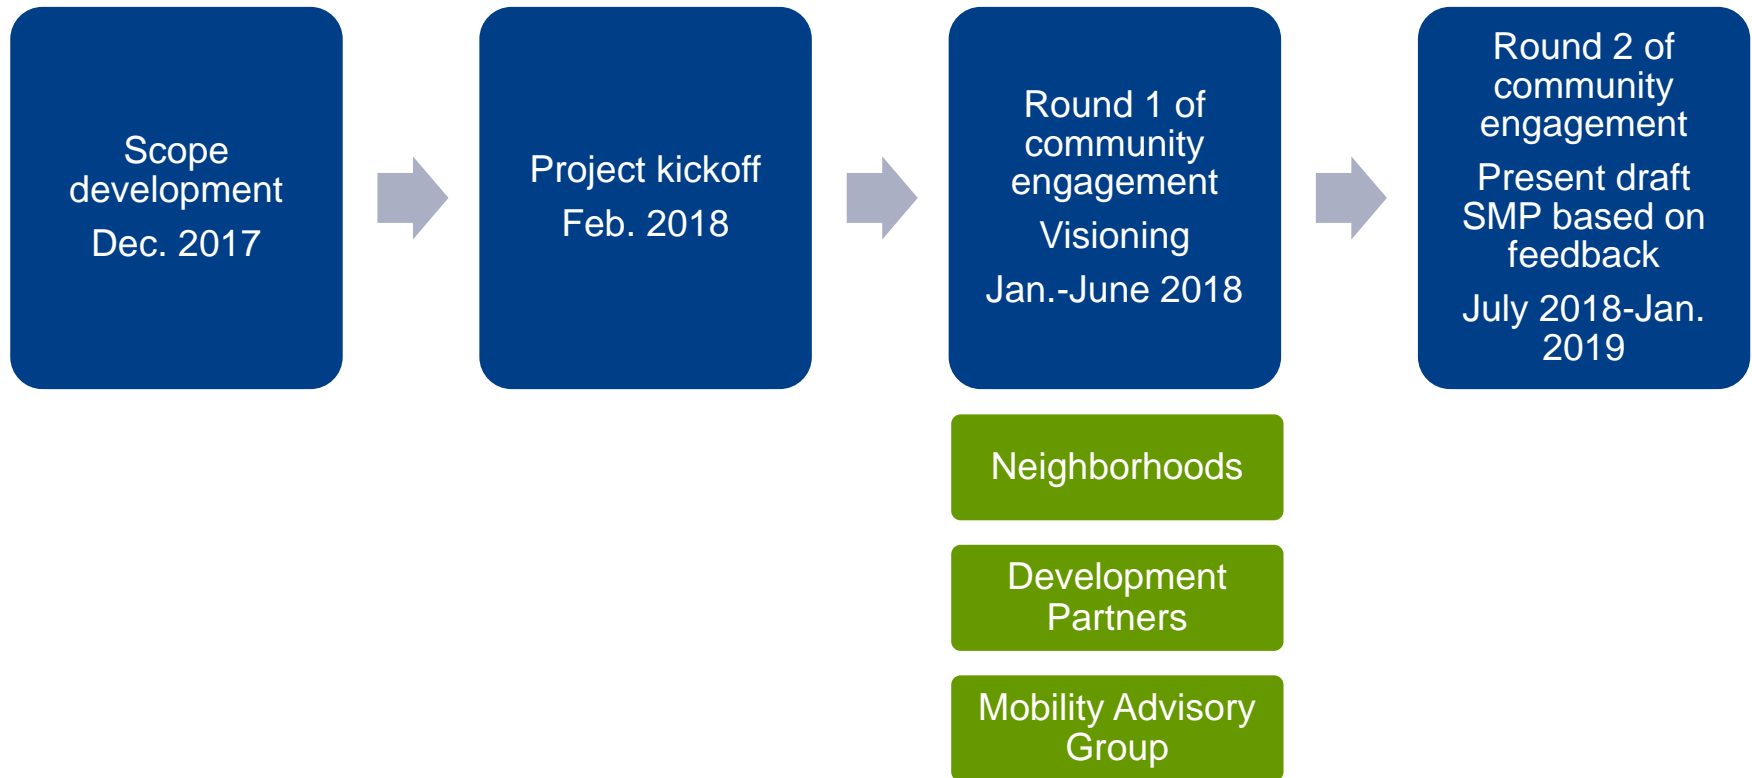 Scope
development
Dec. 2017
Project kickoff
Feb. 2018
Round 1 of
community
engagement
Visioning
Jan.-June 2018
Round 2 of
community
engagement
Present draft
SMP based on
feedback
July 2018-Jan.
2019
Neighborhoods
Development
Partners
Mobility Advisory
Group